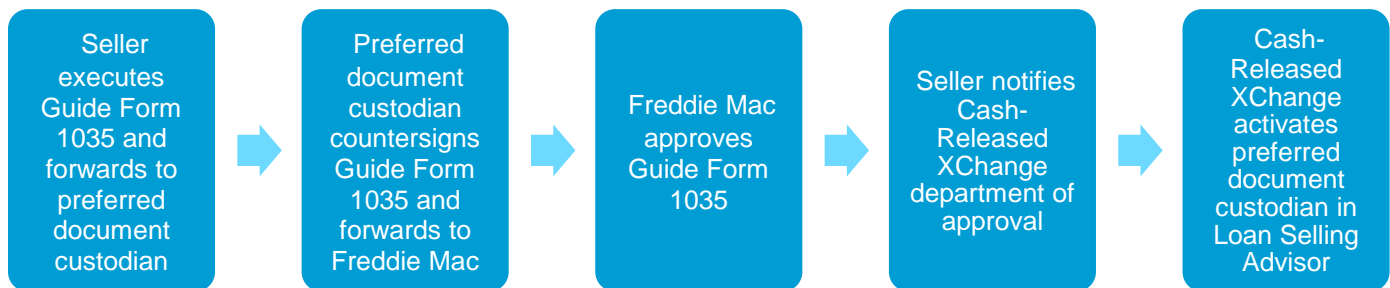 Seller
executes
Guide Form
1035 and
forwards to
preferred
document
custodian
Preferred
document
custodian
countersigns
Guide Form
1035 and
forwards to
Freddie Mac
Freddie Mac
approves
Guide Form
1035
Seller notifies
Cash-
Released
XChange
department of
approval
Cash-
Released
XChange
activates
preferred
document
custodian in
Loan Selling
Advisor